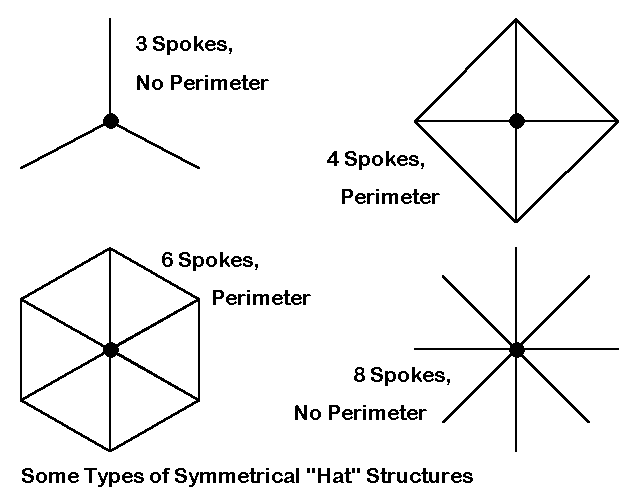 3 Spokes,
No Perimeter
4 Spokes,
Perimeter
6 Spokes,
Perimeter
8 Spokes,
No Perimeter
Some Types of Symmetrical "Hat" Structures